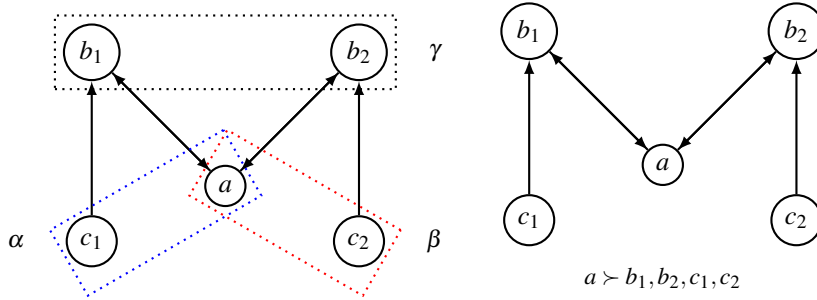 b₁ b₂ γ
a
α c₁ c₂ β
b₁ b₂
a
c₁ c₂
a ≻ b₁, b₂, c₁, c₂